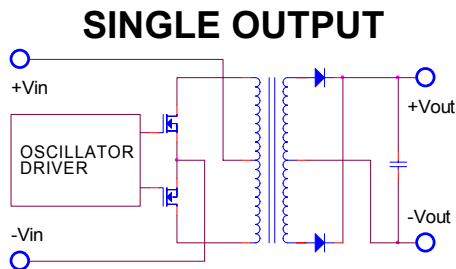 SINGLE OUTPUT
+Vin
+Vout
OSCILLATOR
DRIVER
-Vin
-Vout